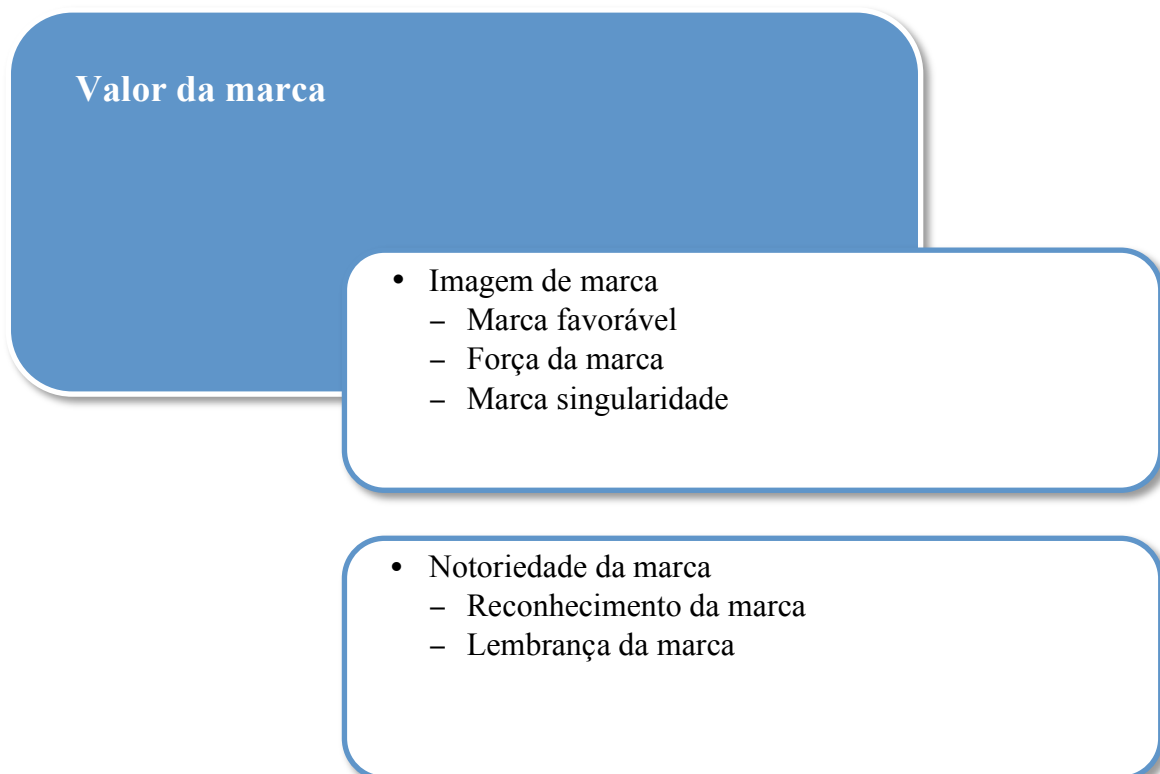 Valor da marca
• Imagem de marca
– Marca favorável
– Força da marca
– Marca singularidade
• Notoriedade da marca
– Reconhecimento da marca
– Lembrança da marca